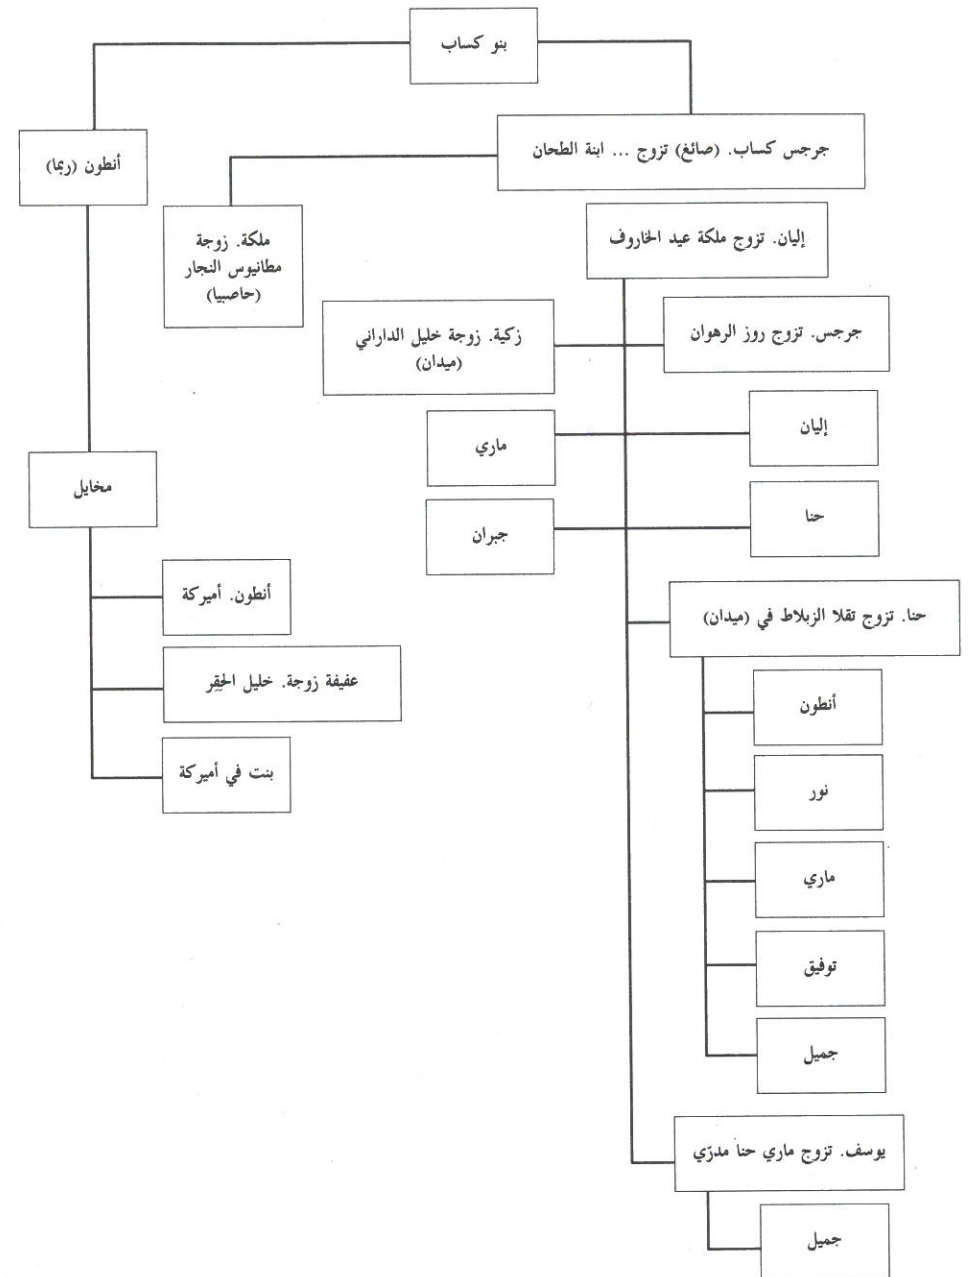 بنو كساب
جرجس كساب. (صائغ) تزوج ... ابنة الطحان
أنطون (ربما)
ملكة. زوجة
مطانيوس النجار
(حاصبيا)
إليان. تزوج ملكة عيد الخاروف
جرجس. تزوج روز الرهوان
زكية. زوجة خليل الداراني
(ميدان)
إليان
ماري
حنا
جبران
مخايل
أنطون. أميركة
عفيفة زوجة. خليل الحِقِر
بنت في أميركة
حنا. تزوج تقلا الزبلاط في (ميدان)
أنطون
نور
ماري
توفيق
جميل
يوسف. تزوج ماري حنا مدرّي
جميل